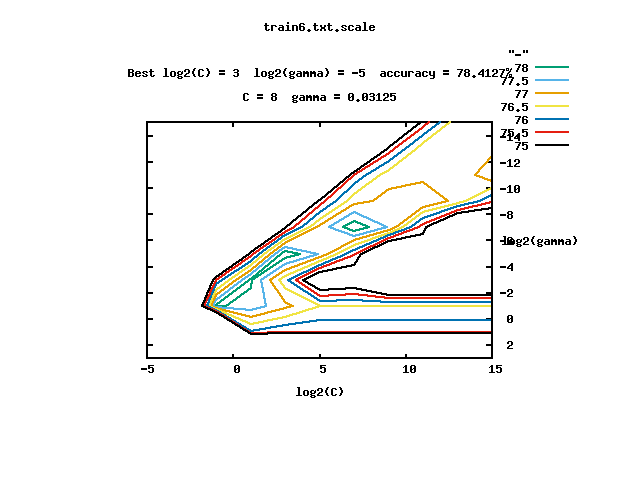 train6.txt.scale
"-"
Best log2(C) = 3  log2(gamma) = -5  accuracy = 78.4127%
78
77.5
77
C = 8  gamma = 0.03125
76.5
76
75.5
75
-14
-12
-10
-8
-6
log2(gamma)
-4
-2
0
2
-5 0 5 10 15
log2(C)